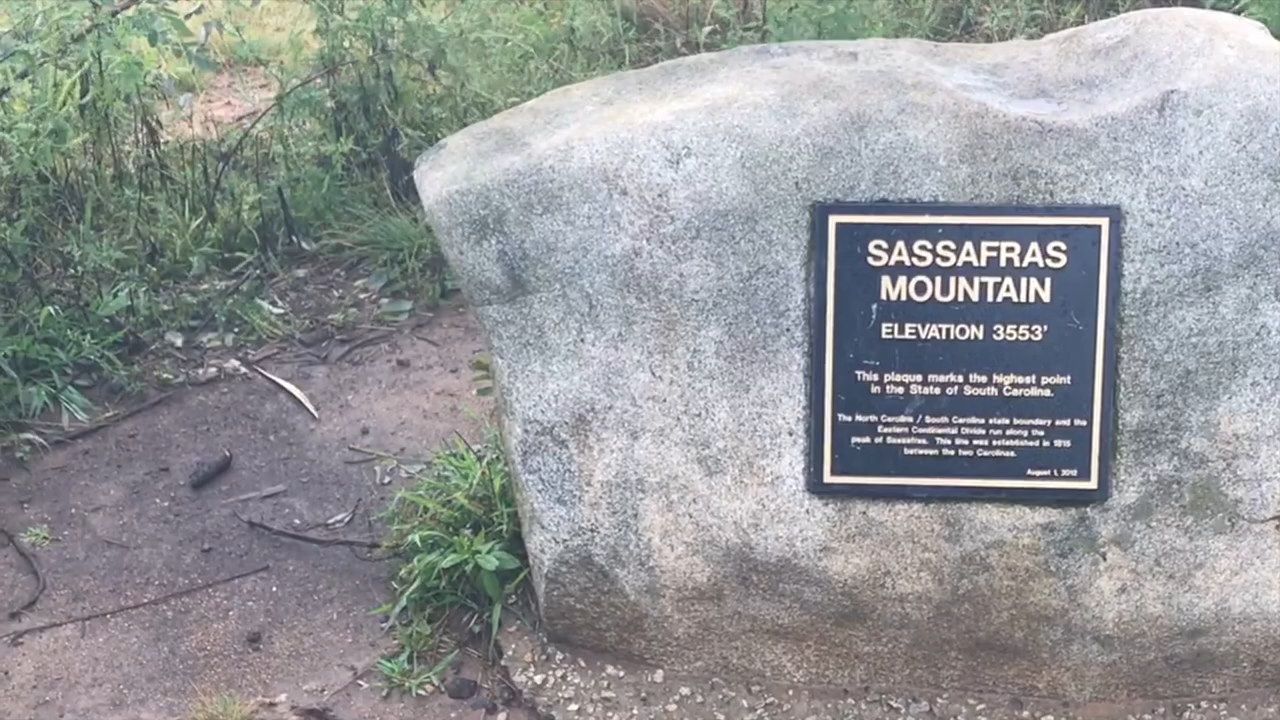 SASSAFRAS
MOUNTAIN
ELEVATION 3553'
This plaque marks the highest point
in the State of South Carolina.
The North Carolina / South Carolina state boundary and the
Eastern Continental Divide run along the
peak of Sassafras. This line was established in 1815
between the two Carolinas.
August 1, 2012